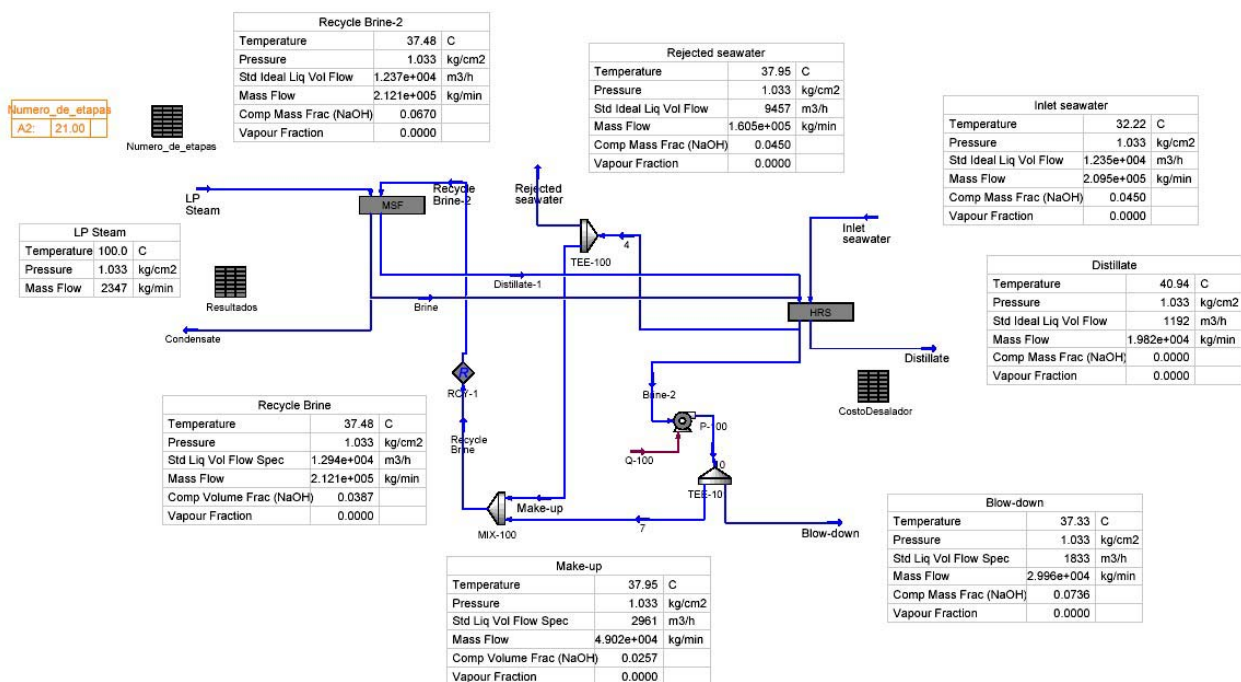 Recycle Brine-2
Temperature 37.48 C
Pressure 1.033 kg/cm2
Std Ideal Liq Vol Flow 1.237e+004 m3/h
Mass Flow 2.121e+005 kg/min
Comp Mass Frac (NaOH) 0.0670
Vapour Fraction 0.0000
Rejected seawater
Temperature 37.95 C
Pressure 1.033 kg/cm2
Std Ideal Liq Vol Flow 9457 m3/h
Mass Flow 1.605e+005 kg/min
Comp Mass Frac (NaOH) 0.0450
Vapour Fraction 0.0000
Inlet seawater
Temperature 32.22 C
Pressure 1.033 kg/cm2
Std Ideal Liq Vol Flow 1.235e+004 m3/h
Mass Flow 2.095e+005 kg/min
Comp Mass Frac (NaOH) 0.0450
Vapour Fraction 0.0000
Numero_de_etapas
A2: 21.00
Numero_de_etapas
LP
Steam
MSF
Recycle
Brine-2
Rejected
seawater
4
TEE-100
Inlet
seawater
LP Steam
Temperature 100.0 C
Pressure 1.033 kg/cm2
Mass Flow 2347 kg/min
Resultados
Distillate-1
Brine
Condensate
HRS
Distillate
Distillate
Temperature 40.94 C
Pressure 1.033 kg/cm2
Std Ideal Liq Vol Flow 1192 m3/h
Mass Flow 1.982e+004 kg/min
Comp Mass Frac (NaOH) 0.0000
Vapour Fraction 0.0000
RCY-1
Brine-2
CostoDesalador
Recycle Brine
Temperature 37.48 C
Pressure 1.033 kg/cm2
Std Liq Vol Flow Spec 1.294e+004 m3/h
Mass Flow 2.121e+005 kg/min
Comp Volume Frac (NaOH) 0.0387
Vapour Fraction 0.0000
Recycle
Brine
P-100
Q-100
TEE-101
Make-up
MIX-100
7
Blow-down
Blow-down
Temperature 37.33 C
Pressure 1.033 kg/cm2
Std Liq Vol Flow Spec 1833 m3/h
Mass Flow 2.996e+004 kg/min
Comp Mass Frac (NaOH) 0.0736
Vapour Fraction 0.0000
Make-up
Temperature 37.95 C
Pressure 1.033 kg/cm2
Std Liq Vol Flow Spec 2961 m3/h
Mass Flow 4.902e+004 kg/min
Comp Volume Frac (NaOH) 0.0257
Vapour Fraction 0.0000